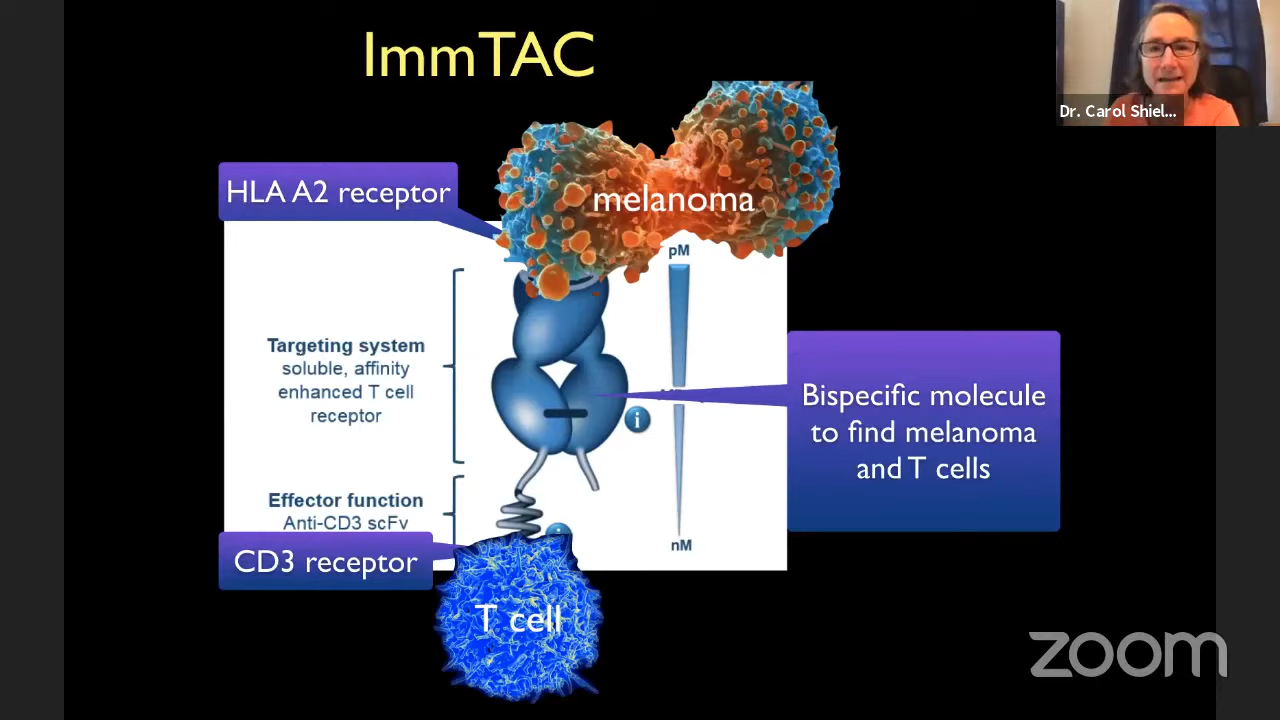 ImmTAC
Dr. Carol Shiel...
HLA A2 receptor
melanoma
pM
Targeting system
soluble, affinity
enhanced T cell
receptor
i
Bispecific molecule
to find melanoma
and T cells
Effector function
Anti-CD3 scFv
nM
CD3 receptor
T cell
zoom